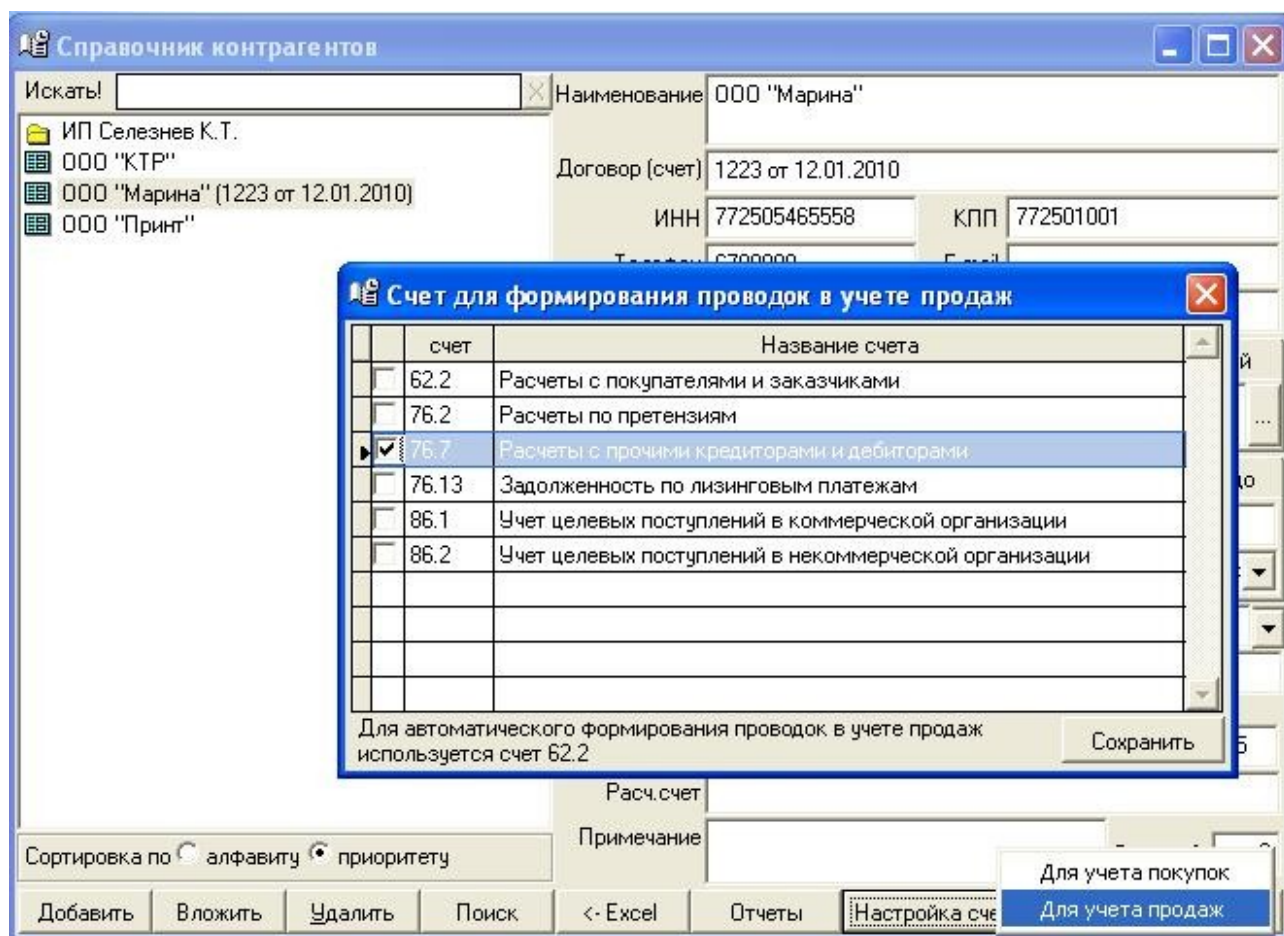 Справочник контрагентов
Искать!
Наименование ООО "Марина"
ИП Селезнев К.Т.
ООО "КТР"
Договор (счет) 1223 от 12.01.2010
ООО "Марина" (1223 от 12.01.2010)
ИНН 772505465558 КПП 772501001
ООО "Принт"
Счет для формирования проводок в учете продаж
счет Название счета
62.2 Расчеты с покупателями и заказчиками
76.2 Расчеты по претензиям
76.7 Расчеты с прочими кредиторами и дебиторами
76.13 Задолженность по лизинговым платежам
86.1 Учет целевых поступлений в коммерческой организации
86.2 Учет целевых поступлений в некоммерческой организации
Для автоматического формирования проводок в учете продаж
используется счет 62.2
Сохранить
Расч.счет
Примечание
Сортировка по алфавиту приоритету
Для учета покупок
Для учета продаж
Добавить Вложить Удалить Поиск <- Excel Отчеты Настройка сче